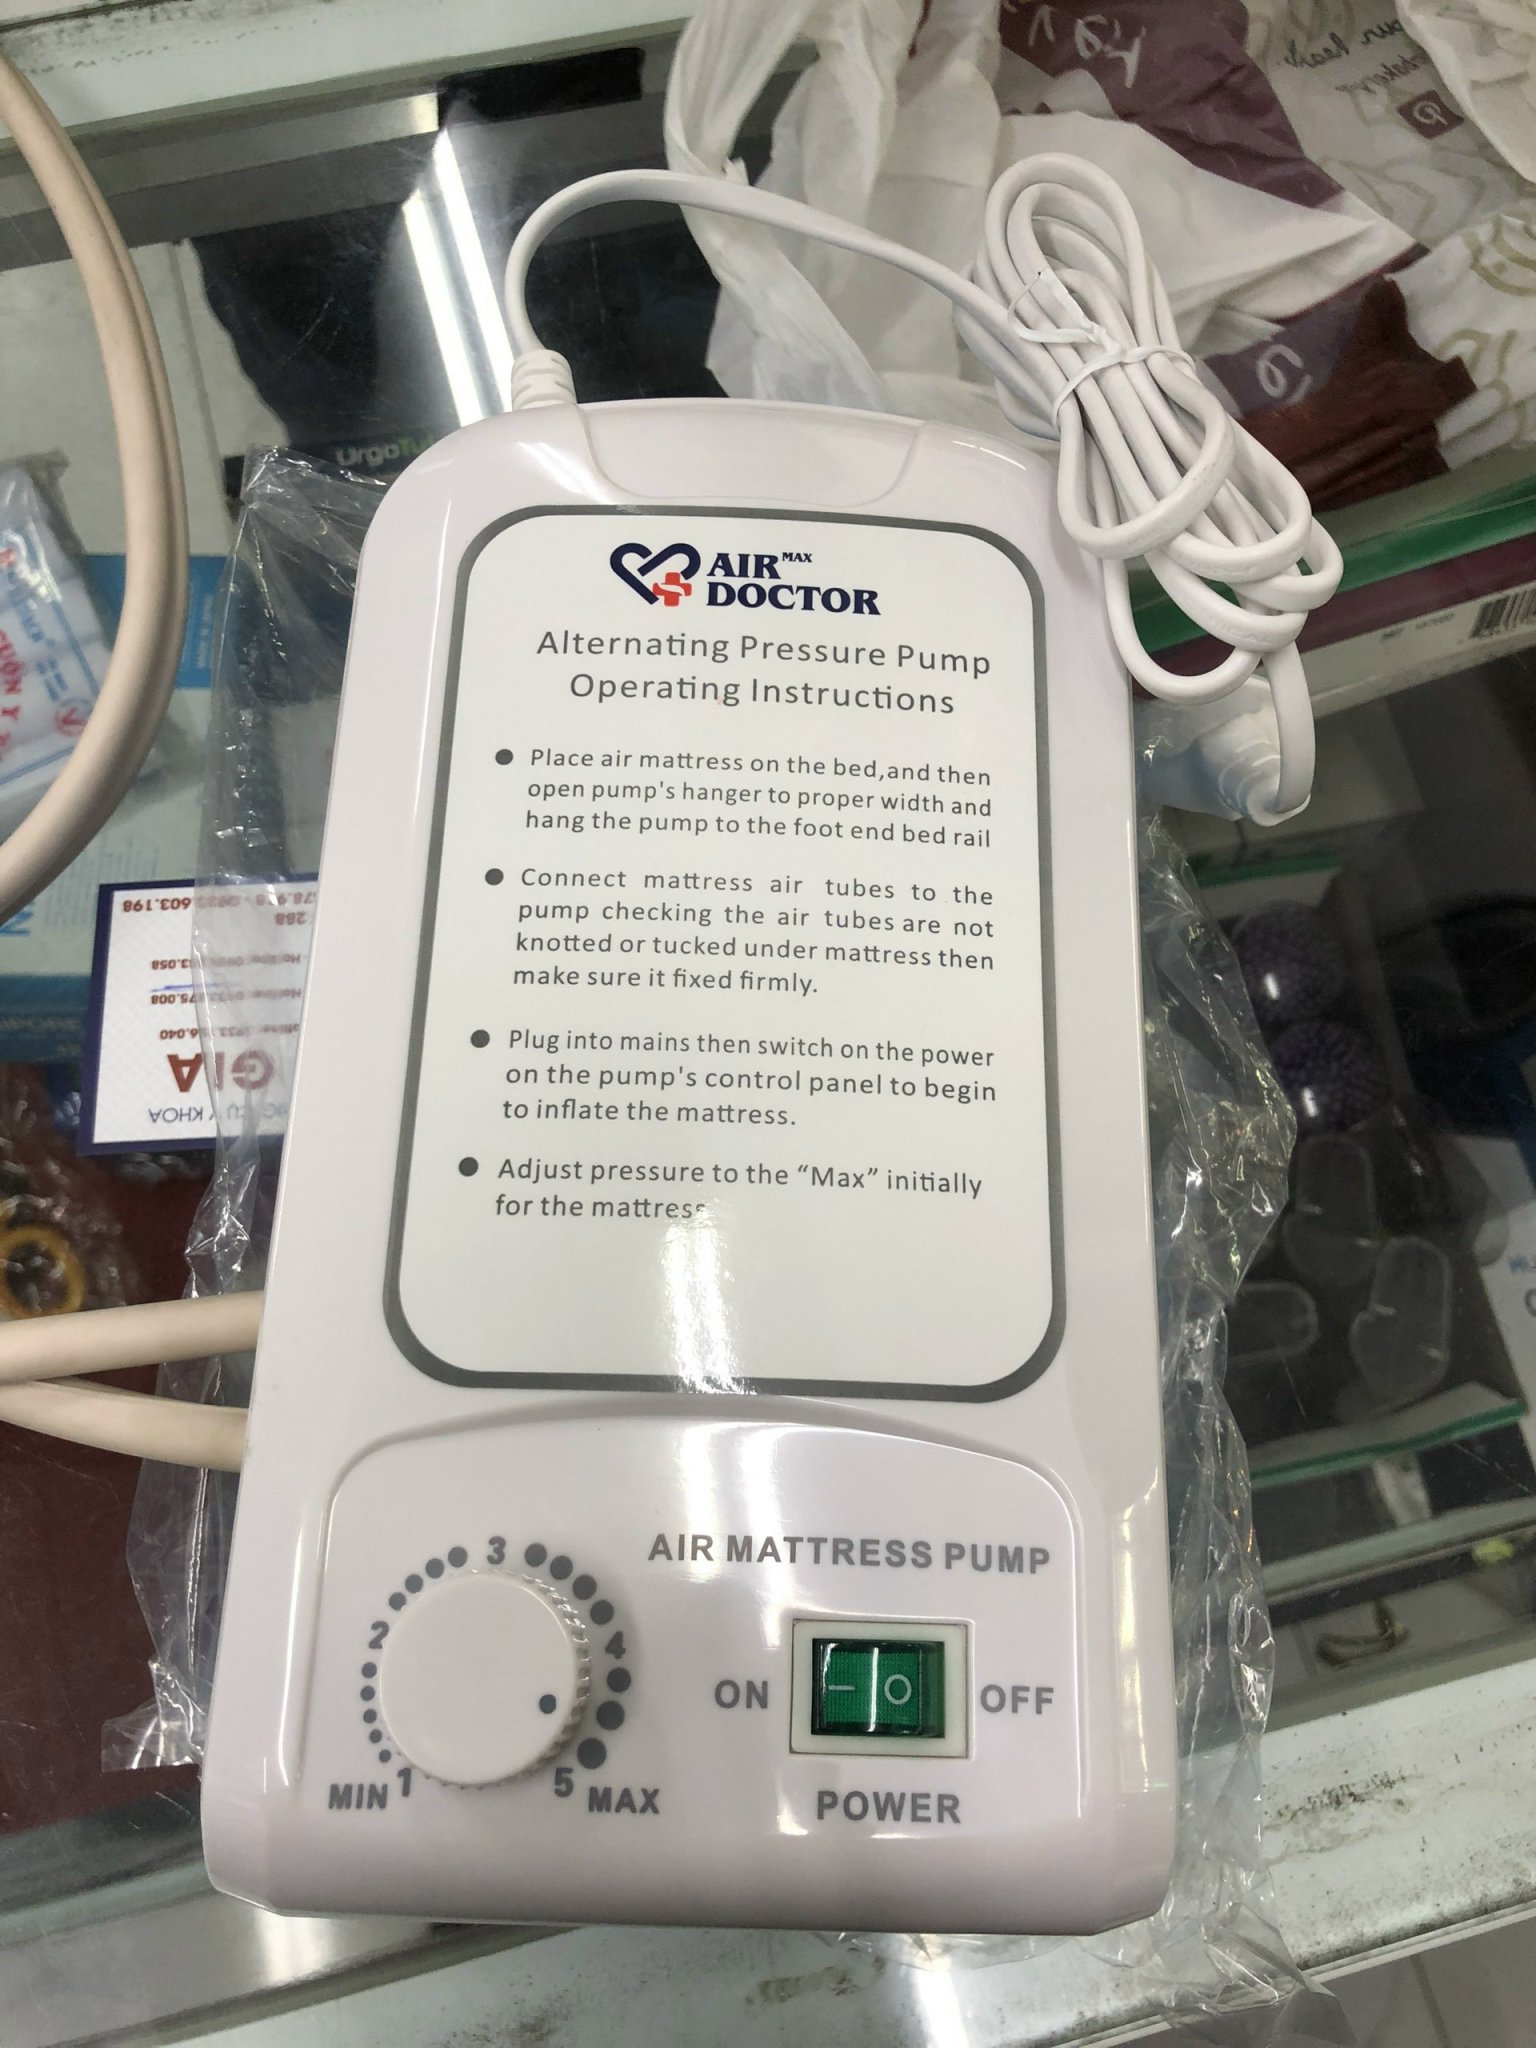 UrgoTu
AIR MAX
DOCTOR
Alternating Pressure Pump
Operating Instructions
● Place air mattress on the bed,and then
open pump's hanger to proper width and
hang the pump to the foot end bed rail
● Connect mattress air tubes to the
pump checking the air tubes are not
knotted or tucked under mattress then
make sure it fixed firmly.
● Plug into mains then switch on the power
on the pump's control panel to begin
to inflate the mattress.
● Adjust pressure to the “Max” initially
for the mattress
AIR MATTRESS PUMP
MIN 1 2 3 4 5 MAX
ON OFF
POWER
Y KHOA
GIA
288